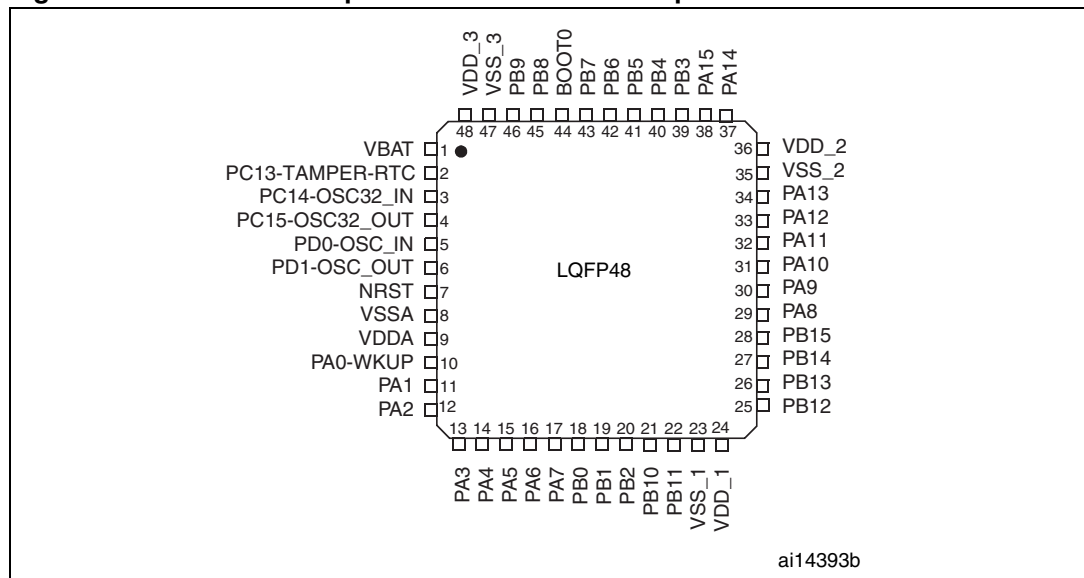 VDD_3
VSS_3
PB9
PB8
BOOT0
PB7
PB6
PB5
PB4
PB3
PA15
PA14
48 47 46 45 44 43 42 41 40 39 38 37
VBAT 1
PC13-TAMPER-RTC 2
PC14-OSC32_IN 3
PC15-OSC32_OUT 4
PD0-OSC_IN 5
PD1-OSC_OUT 6
NRST 7
VSSA 8
VDDA 9
PA0-WKUP 10
PA1 11
PA2 12
LQFP48
36 VDD_2
35 VSS_2
34 PA13
33 PA12
32 PA11
31 PA10
30 PA9
29 PA8
28 PB15
27 PB14
26 PB13
25 PB12
13 14 15 16 17 18 19 20 21 22 23 24
PA3
PA4
PA5
PA6
PA7
PB0
PB1
PB2
PB10
PB11
VSS_1
VDD_1
ai14393b